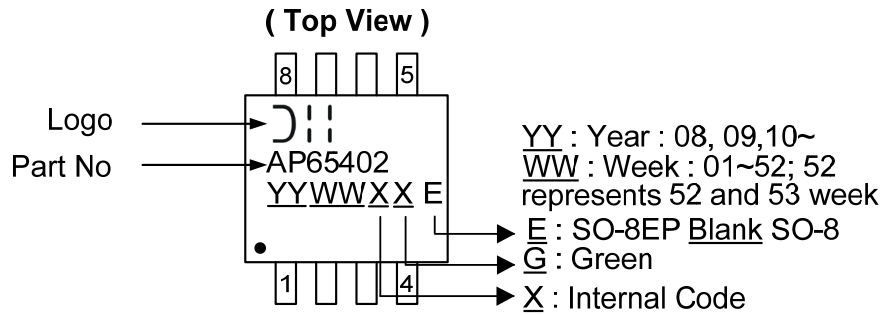 ( Top View )
8 5
Logo
Part No
AP65402
YYWWXX E
1 4
YY : Year : 08, 09,10~
WW : Week : 01~52; 52
represents 52 and 53 week
E : SO-8EP Blank SO-8
G : Green
X : Internal Code